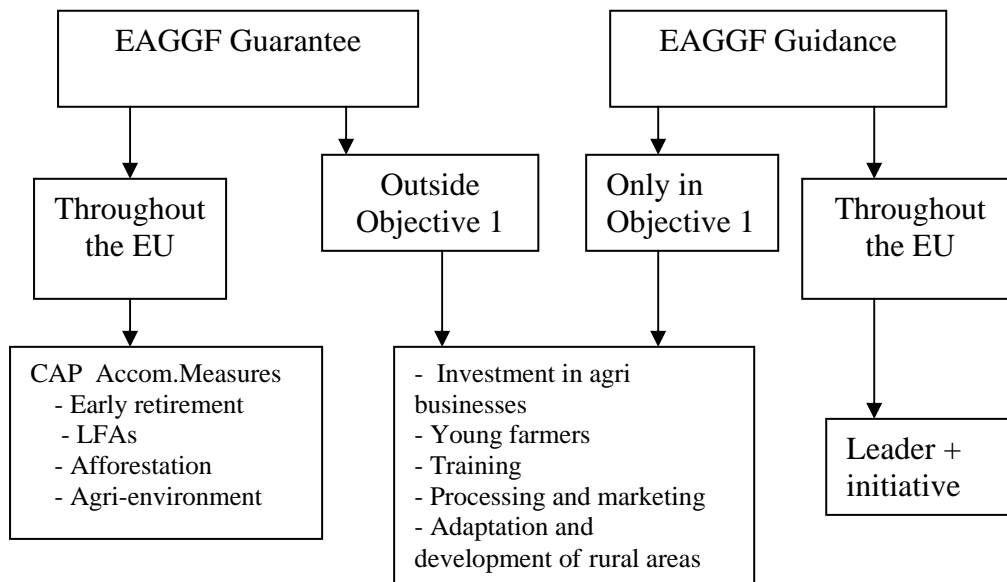 EAGGF Guarantee
EAGGF Guidance
Throughout
the EU
Outside
Objective 1
Only in
Objective 1
Throughout
the EU
CAP Accom.Measures
- Early retirement
- LFAs
- Afforestation
- Agri-environment
- Investment in agri
businesses
- Young farmers
- Training
- Processing and marketing
- Adaptation and
development of rural areas
Leader +
initiative